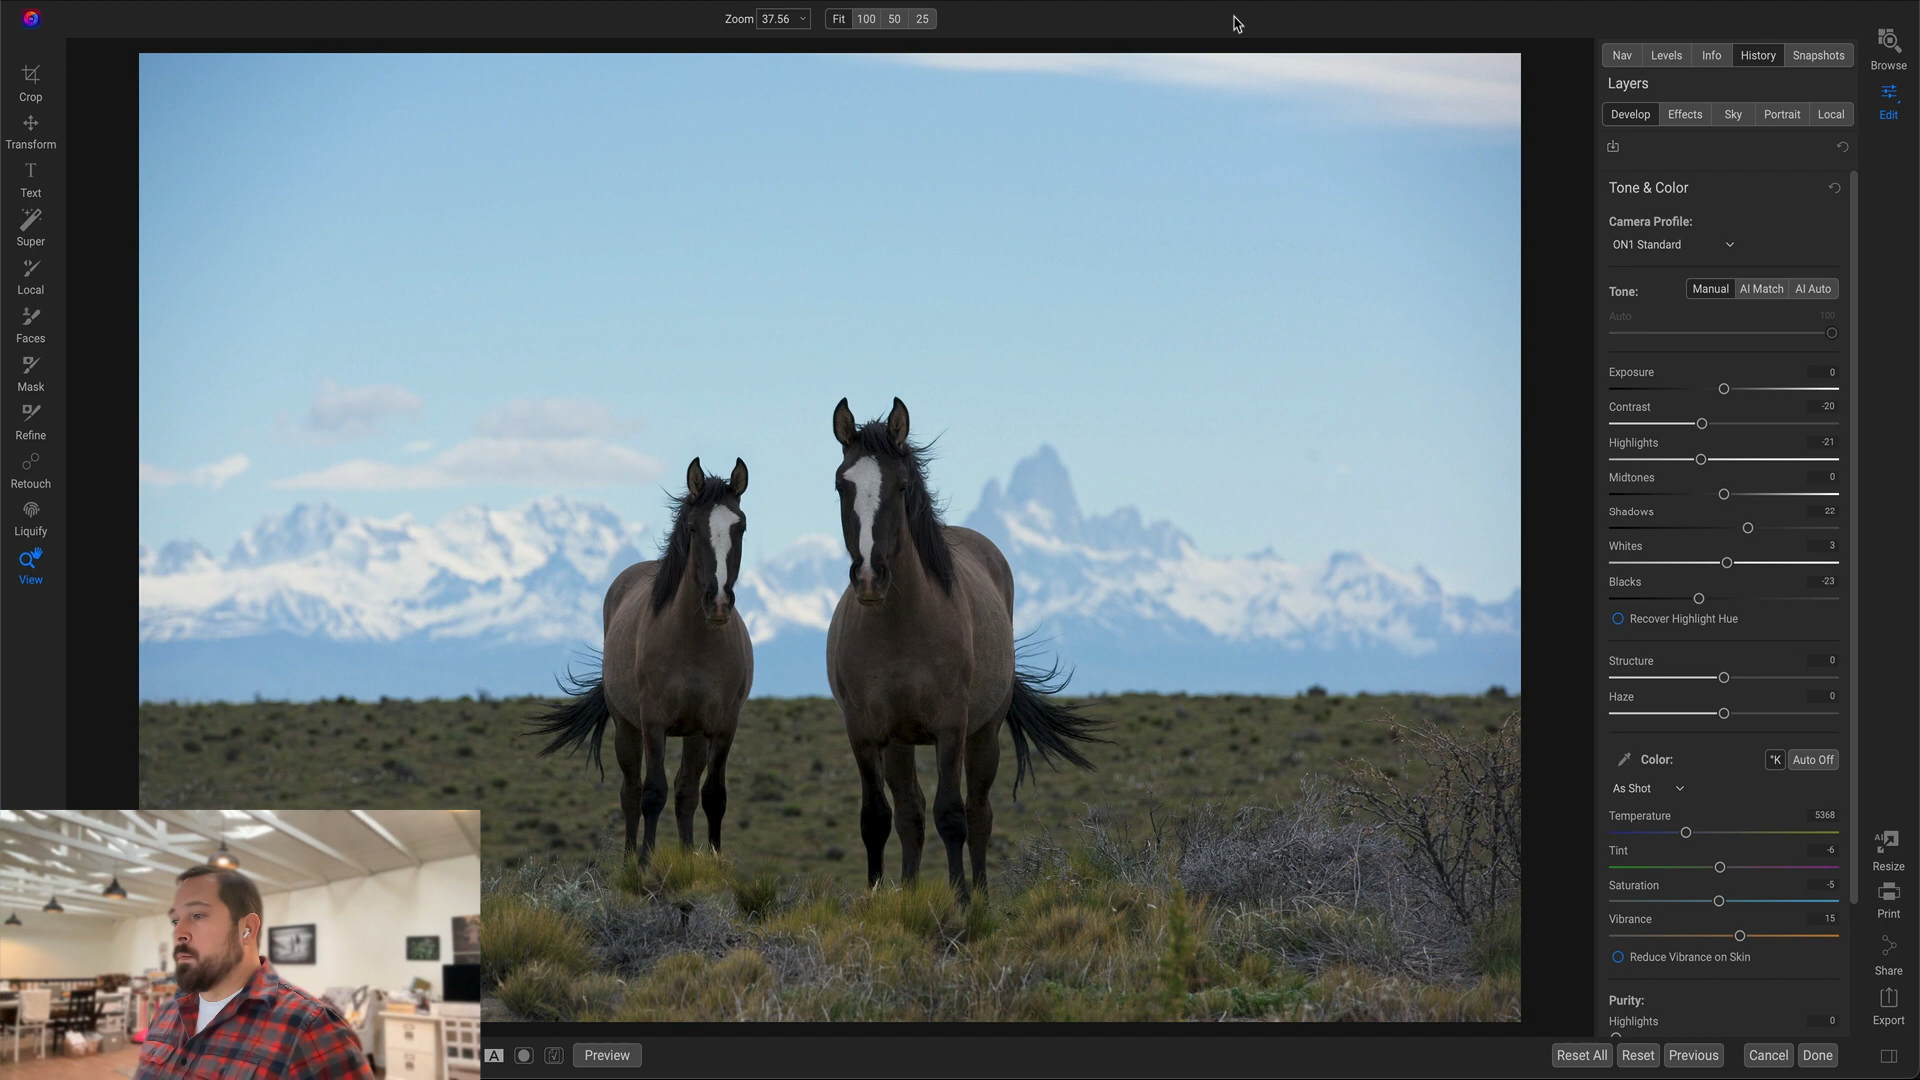 Zoom 37.56 Fit 100 50 25
Crop
Transform
Text
Super
Local
Faces
Mask
Refine
Retouch
Liquify
View
Nav Levels Info History Snapshots
Layers
Develop Effects Sky Portrait Local
Tone & Color
Camera Profile:
ON1 Standard
Tone: Manual AI Match AI Auto
Auto 100
Exposure 0
Contrast -20
Highlights -21
Midtones 0
Shadows 22
Whites 3
Blacks -23
Recover Highlight Hue
Structure 0
Haze 0
Color: °K Auto Off
As Shot
Temperature 5368
Tint -6
Saturation -5
Vibrance 15
Reduce Vibrance on Skin
Purity:
Highlights 0
Browse
Edit
AI
Resize
Print
Share
Export
A Preview
Reset All Reset Previous Cancel Done